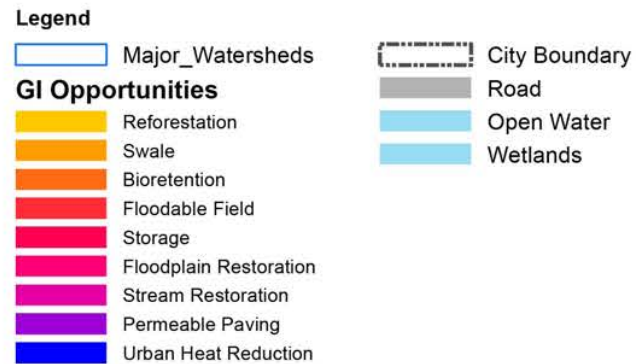 Legend
Major_Watersheds
GI Opportunities
Reforestation
Swale
Bioretention
Floodable Field
Storage
Floodplain Restoration
Stream Restoration
Permeable Paving
Urban Heat Reduction
City Boundary
Road
Open Water
Wetlands